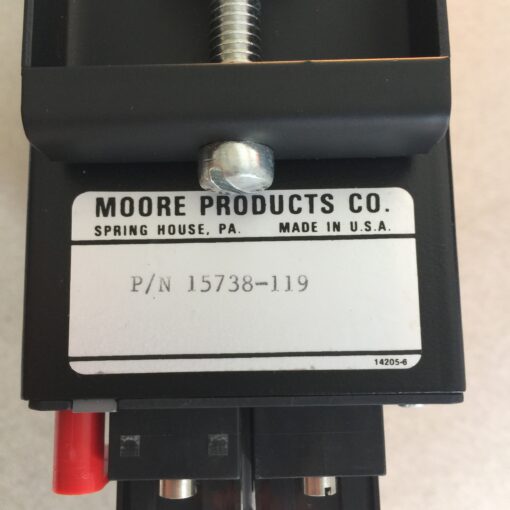 MOORE PRODUCTS CO.
SPRING HOUSE, PA. MADE IN U.S.A.
P/N 15738-119
14205-6